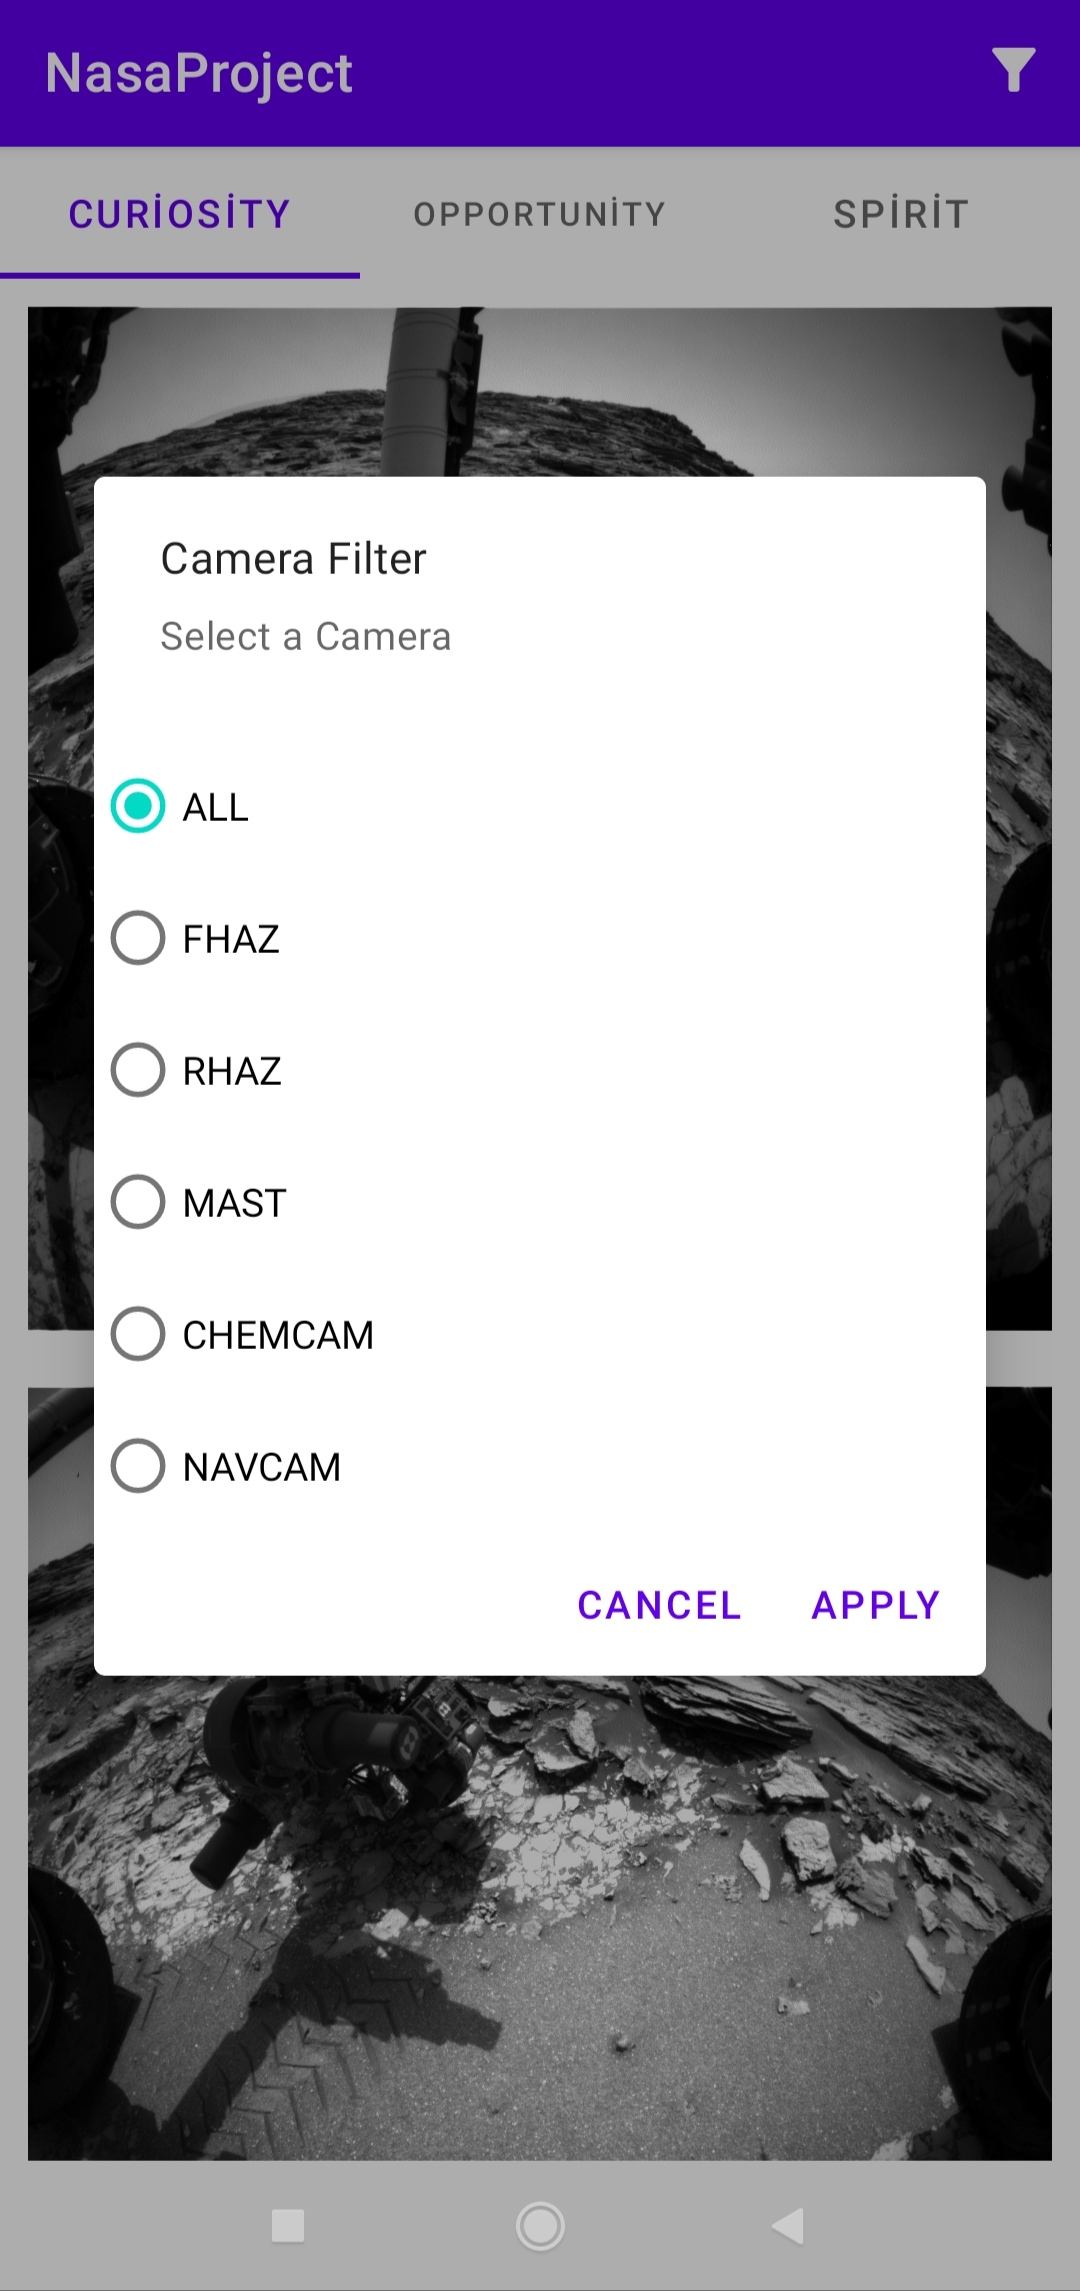 NasaProject
CURİOSİTY
OPPORTUNİTY
SPİRİT
Camera Filter
Select a Camera
ALL
FHAZ
RHAZ
MAST
CHEMCAM
NAVCAM
CANCEL
APPLY